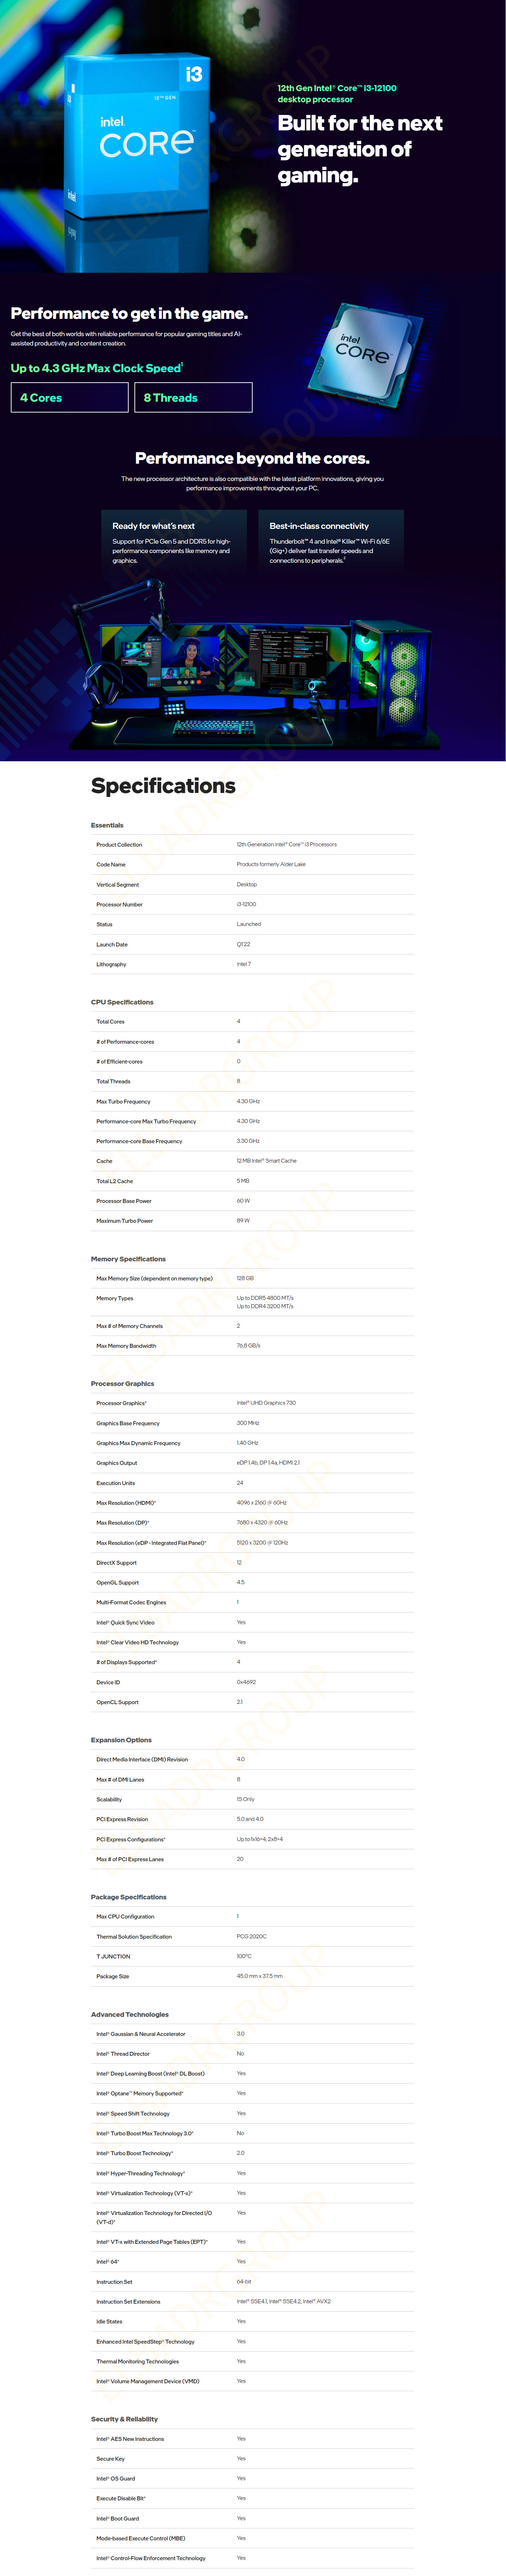 i3
12TH GEN
intel.
CORE™
intel
12th Gen Intel® Core™ I3-12100
desktop processor
Built for the next
generation of
gaming.
Performance to get in the game.
Get the best of both worlds with reliable performance for popular gaming titles and AI-
assisted productivity and content creation.
Up to 4.3 GHz Max Clock Speed¹
4 Cores
8 Threads
intel
CORE™
Performance beyond the cores.
The new processor architecture is also compatible with the latest platform innovations, giving you
performance improvements throughout your PC.
Ready for what's next
Support for PCIe Gen 5 and DDR5 for high-
performance components like memory and
graphics.
Best-in-class connectivity
Thunderbolt™ 4 and Intel® Killer™ Wi-Fi 6/6E
(Gig+) deliver fast transfer speeds and
connections to peripherals.²
Specifications
Essentials
Product Collection 12th Generation Intel® Core™ i3 Processors
Code Name Products formerly Alder Lake
Vertical Segment Desktop
Processor Number i3-12100
Status Launched
Launch Date Q1'22
Lithography Intel 7
CPU Specifications
Total Cores 4
# of Performance-cores 4
# of Efficient-cores 0
Total Threads 8
Max Turbo Frequency 4.30 GHz
Performance-core Max Turbo Frequency 4.30 GHz
Performance-core Base Frequency 3.30 GHz
Cache 12 MB Intel® Smart Cache
Total L2 Cache 5 MB
Processor Base Power 60 W
Maximum Turbo Power 89 W
Memory Specifications
Max Memory Size (dependent on memory type) 128 GB
Memory Types Up to DDR5 4800 MT/s
Up to DDR4 3200 MT/s
Max # of Memory Channels 2
Max Memory Bandwidth 76.8 GB/s
Processor Graphics
Processor Graphics* Intel® UHD Graphics 730
Graphics Base Frequency 300 MHz
Graphics Max Dynamic Frequency 1.40 GHz
Graphics Output eDP 1.4b, DP 1.4a, HDMI 2.1
Execution Units 24
Max Resolution (HDMI)* 4096 x 2160 @ 60Hz
Max Resolution (DP)* 7680 x 4320 @ 60Hz
Max Resolution (eDP - Integrated Flat Panel)* 5120 x 3200 @ 120Hz
DirectX Support 12
OpenGL Support 4.5
Multi-Format Codec Engines 1
Intel® Quick Sync Video Yes
Intel® Clear Video HD Technology Yes
# of Displays Supported* 4
Device ID 0x4692
OpenCL Support 2.1
Expansion Options
Direct Media Interface (DMI) Revision 4.0
Max # of DMI Lanes 8
Scalability 1S Only
PCI Express Revision 5.0 and 4.0
PCI Express Configurations* Up to 1x16+4, 2x8+4
Max # of PCI Express Lanes 20
Package Specifications
Max CPU Configuration 1
Thermal Solution Specification PCG 2020C
T JUNCTION 100°C
Package Size 45.0 mm x 37.5 mm
Advanced Technologies
Intel® Gaussian & Neural Accelerator 3.0
Intel® Thread Director No
Intel® Deep Learning Boost (Intel® DL Boost) Yes
Intel® Optane™ Memory Supported* Yes
Intel® Speed Shift Technology Yes
Intel® Turbo Boost Max Technology 3.0* No
Intel® Turbo Boost Technology* 2.0
Intel® Hyper-Threading Technology* Yes
Intel® Virtualization Technology (VT-x)* Yes
Intel® Virtualization Technology for Directed I/O Yes
(VT-d)*
Intel® VT-x with Extended Page Tables (EPT)* Yes
Intel® 64* Yes
Instruction Set 64-bit
Instruction Set Extensions Intel® SSE4.1, Intel® SSE4.2, Intel® AVX2
Idle States Yes
Enhanced Intel SpeedStep® Technology Yes
Thermal Monitoring Technologies Yes
Intel® Volume Management Device (VMD) Yes
Security & Reliability
Intel® AES New Instructions Yes
Secure Key Yes
Intel® OS Guard Yes
Execute Disable Bit* Yes
Intel® Boot Guard Yes
Mode-based Execute Control (MBE) Yes
Intel® Control-Flow Enforcement Technology Yes
ELBADRGROUP
ELBADRGROUP
ELBADRGROUP
ELBADRGROUP
ELBADRGROUP
ELBADRGROUP
ELBADRGROUP
ELBADRGROUP
ELBADRGROUP